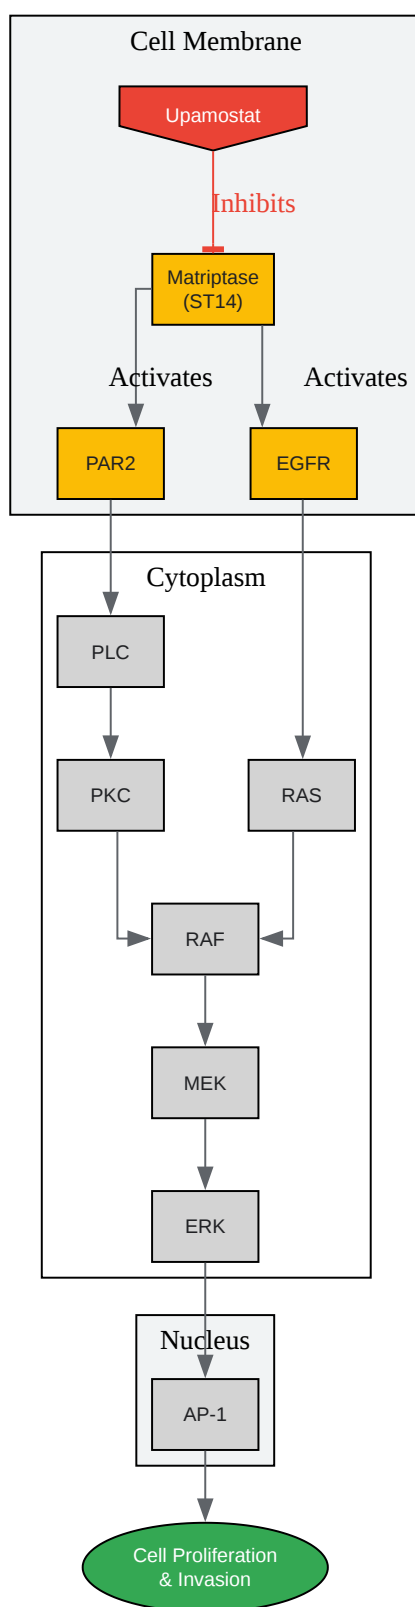 Cell Membrane
Upamostat
Inhibits
Matriptase
(ST14)
Activates
Activates
PAR2
EGFR
Cytoplasm
PLC
PKC
RAS
RAF
MEK
ERK
Nucleus
AP-1
Cell Proliferation
& Invasion